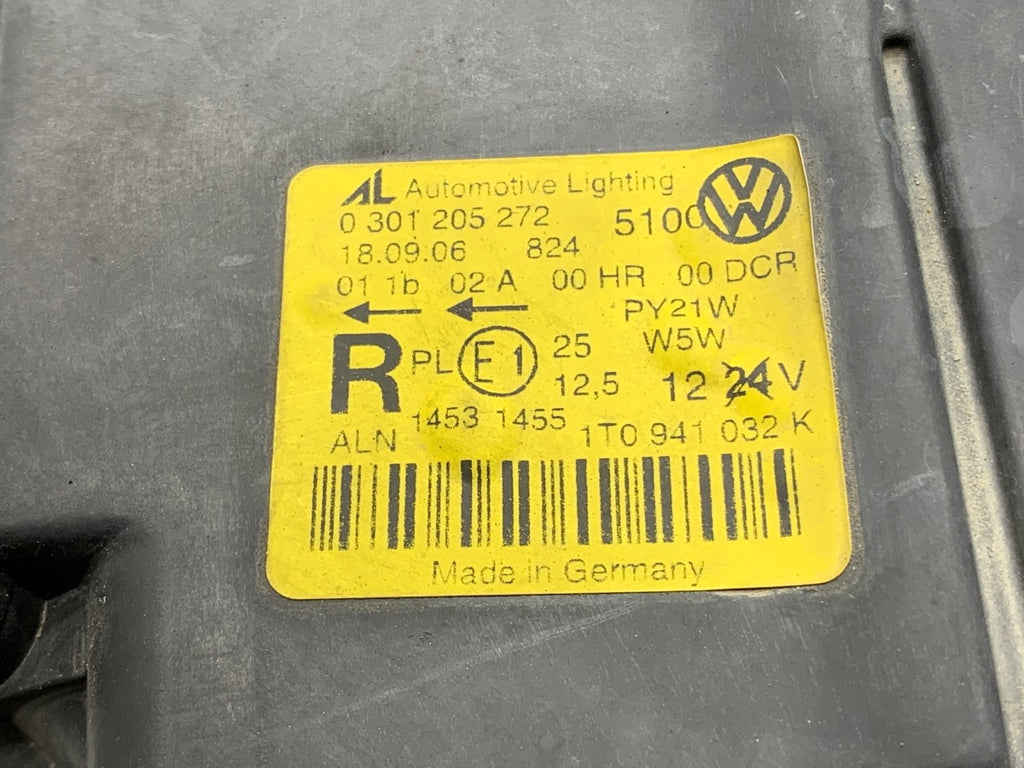 AL Automotive Lighting
0 301 205 272 5100
18.09.06 824
01 1b 02 A 00 HR 00 DCR
PY21W
R PL E1 25 W5W
12,5 12 24 V
1453 1455
ALN 1T0 941 032 K
Made in Germany